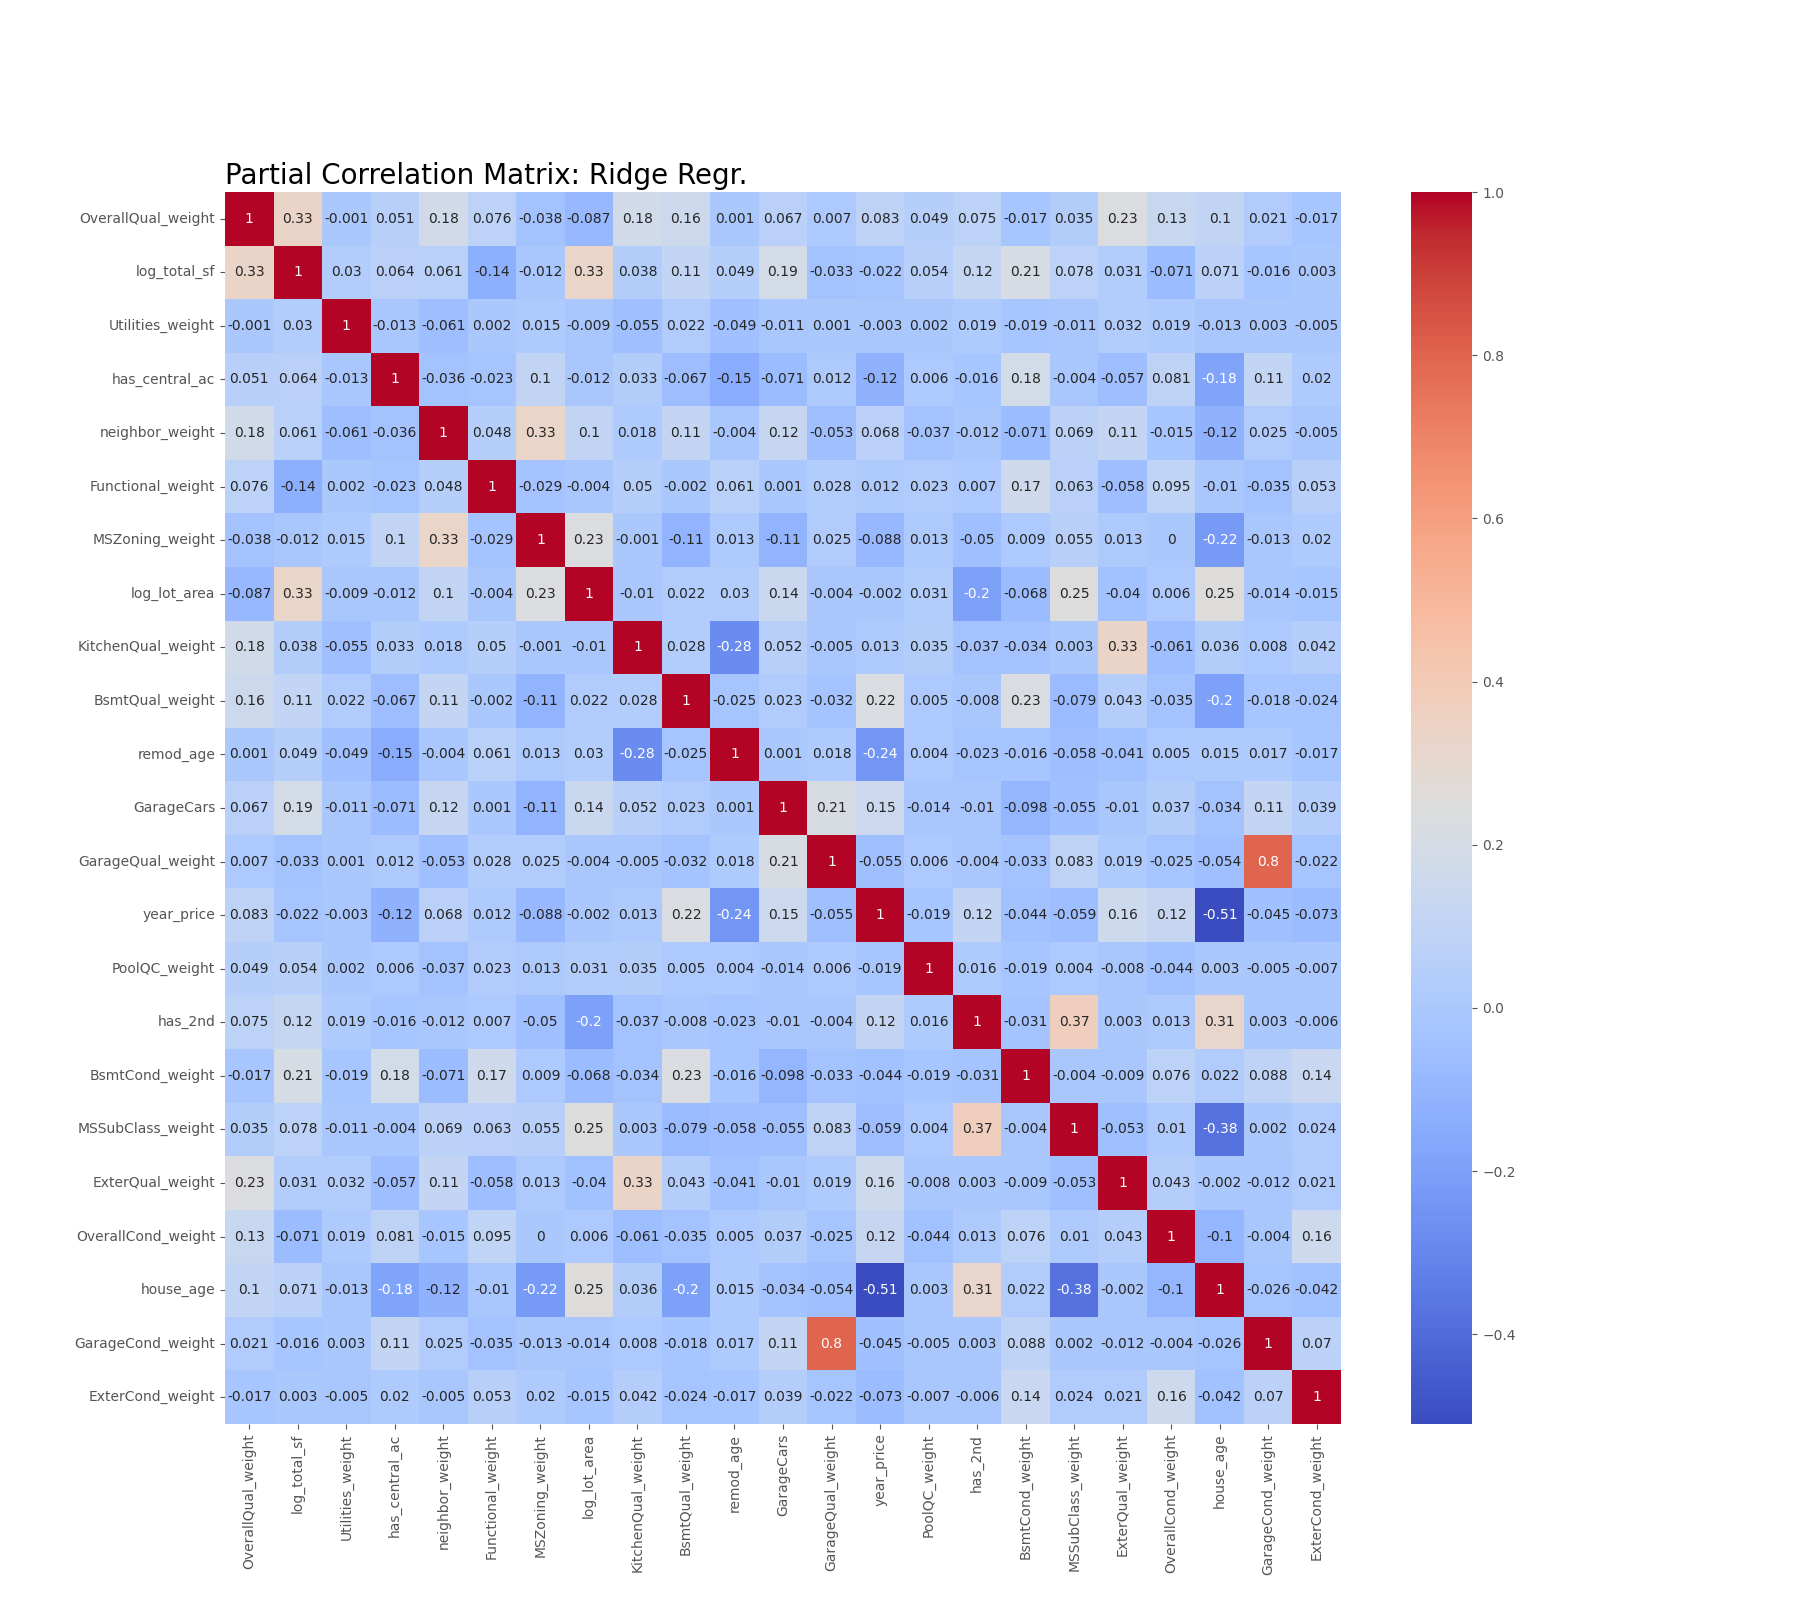 Partial Correlation Matrix: Ridge Regr.
OverallQual_weight 1 0.33 -0.001 0.051 0.18 0.076 -0.038 -0.087 0.18 0.16 0.001 0.067 0.007 0.083 0.049 0.075 -0.017 0.035 0.23 0.13 0.1 0.021 -0.017
log_total_sf 0.33 1 0.03 0.064 0.061 -0.14 -0.012 0.33 0.038 0.11 0.049 0.19 -0.033 -0.022 0.054 0.12 0.21 0.078 0.031 -0.071 0.071 -0.016 0.003
Utilities_weight -0.001 0.03 1 -0.013 -0.061 0.002 0.015 -0.009 -0.055 0.022 -0.049 -0.011 0.001 -0.003 0.002 0.019 -0.019 -0.011 0.032 0.019 -0.013 0.003 -0.005
has_central_ac 0.051 0.064 -0.013 1 -0.036 -0.023 0.1 -0.012 0.033 -0.067 -0.15 -0.071 0.012 -0.12 0.006 -0.016 0.18 -0.004 -0.057 0.081 -0.18 0.11 0.02
neighbor_weight 0.18 0.061 -0.061 -0.036 1 0.048 0.33 0.1 0.018 0.11 -0.004 0.12 -0.053 0.068 -0.037 -0.012 -0.071 0.069 0.11 -0.015 -0.12 0.025 -0.005
Functional_weight 0.076 -0.14 0.002 -0.023 0.048 1 -0.029 -0.004 0.05 -0.002 0.061 0.001 0.028 0.012 0.023 0.007 0.17 0.063 -0.058 0.095 -0.01 -0.035 0.053
MSZoning_weight -0.038 -0.012 0.015 0.1 0.33 -0.029 1 0.23 -0.001 -0.11 0.013 -0.11 0.025 -0.088 0.013 -0.05 0.009 0.055 0.013 0 -0.22 -0.013 0.02
log_lot_area -0.087 0.33 -0.009 -0.012 0.1 -0.004 0.23 1 -0.01 0.022 0.03 0.14 -0.004 -0.002 0.031 -0.2 -0.068 0.25 -0.04 0.006 0.25 -0.014 -0.015
KitchenQual_weight 0.18 0.038 -0.055 0.033 0.018 0.05 -0.001 -0.01 1 0.028 -0.28 0.052 -0.005 0.013 0.035 -0.037 -0.034 0.003 0.33 -0.061 0.036 0.008 0.042
BsmtQual_weight 0.16 0.11 0.022 -0.067 0.11 -0.002 -0.11 0.022 0.028 1 -0.025 0.023 -0.032 0.22 0.005 -0.008 0.23 -0.079 0.043 -0.035 -0.2 -0.018 -0.024
remod_age 0.001 0.049 -0.049 -0.15 -0.004 0.061 0.013 0.03 -0.28 -0.025 1 0.001 0.018 -0.24 0.004 -0.023 -0.016 -0.058 -0.041 0.005 0.015 0.017 -0.017
GarageCars 0.067 0.19 -0.011 -0.071 0.12 0.001 -0.11 0.14 0.052 0.023 0.001 1 0.21 0.15 -0.014 -0.01 -0.098 -0.055 -0.01 0.037 -0.034 0.11 0.039
GarageQual_weight 0.007 -0.033 0.001 0.012 -0.053 0.028 0.025 -0.004 -0.005 -0.032 0.018 0.21 1 -0.055 0.006 -0.004 -0.033 0.083 0.019 -0.025 -0.054 0.8 -0.022
year_price 0.083 -0.022 -0.003 -0.12 0.068 0.012 -0.088 -0.002 0.013 0.22 -0.24 0.15 -0.055 1 -0.019 0.12 -0.044 -0.059 0.16 0.12 -0.51 -0.045 -0.073
PoolQC_weight 0.049 0.054 0.002 0.006 -0.037 0.023 0.013 0.031 0.035 0.005 0.004 -0.014 0.006 -0.019 1 0.016 -0.019 0.004 -0.008 -0.044 0.003 -0.005 -0.007
has_2nd 0.075 0.12 0.019 -0.016 -0.012 0.007 -0.05 -0.2 -0.037 -0.008 -0.023 -0.01 -0.004 0.12 0.016 1 -0.031 0.37 0.003 0.013 0.31 0.003 -0.006
BsmtCond_weight -0.017 0.21 -0.019 0.18 -0.071 0.17 0.009 -0.068 -0.034 0.23 -0.016 -0.098 -0.033 -0.044 -0.019 -0.031 1 -0.004 -0.009 0.076 0.022 0.088 0.14
MSSubClass_weight 0.035 0.078 -0.011 -0.004 0.069 0.063 0.055 0.25 0.003 -0.079 -0.058 -0.055 0.083 -0.059 0.004 0.37 -0.004 1 -0.053 0.01 -0.38 0.002 0.024
ExterQual_weight 0.23 0.031 0.032 -0.057 0.11 -0.058 0.013 -0.04 0.33 0.043 -0.041 -0.01 0.019 0.16 -0.008 0.003 -0.009 -0.053 1 0.043 -0.002 -0.012 0.021
OverallCond_weight 0.13 -0.071 0.019 0.081 -0.015 0.095 0 0.006 -0.061 -0.035 0.005 0.037 -0.025 0.12 -0.044 0.013 0.076 0.01 0.043 1 -0.1 -0.004 0.16
house_age 0.1 0.071 -0.013 -0.18 -0.12 -0.01 -0.22 0.25 0.036 -0.2 0.015 -0.034 -0.054 -0.51 0.003 0.31 0.022 -0.38 -0.002 -0.1 1 -0.026 -0.042
GarageCond_weight 0.021 -0.016 0.003 0.11 0.025 -0.035 -0.013 -0.014 0.008 -0.018 0.017 0.11 0.8 -0.045 -0.005 0.003 0.088 0.002 -0.012 -0.004 -0.026 1 0.07
ExterCond_weight -0.017 0.003 -0.005 0.02 -0.005 0.053 0.02 -0.015 0.042 -0.024 -0.017 0.039 -0.022 -0.073 -0.007 -0.006 0.14 0.024 0.021 0.16 -0.042 0.07 1
OverallQual_weight
log_total_sf
Utilities_weight
has_central_ac
neighbor_weight
Functional_weight
MSZoning_weight
log_lot_area
KitchenQual_weight
BsmtQual_weight
remod_age
GarageCars
GarageQual_weight
year_price
PoolQC_weight
has_2nd
BsmtCond_weight
MSSubClass_weight
ExterQual_weight
OverallCond_weight
house_age
GarageCond_weight
ExterCond_weight
1.0
0.8
0.6
0.4
0.2
0.0
−0.2
−0.4